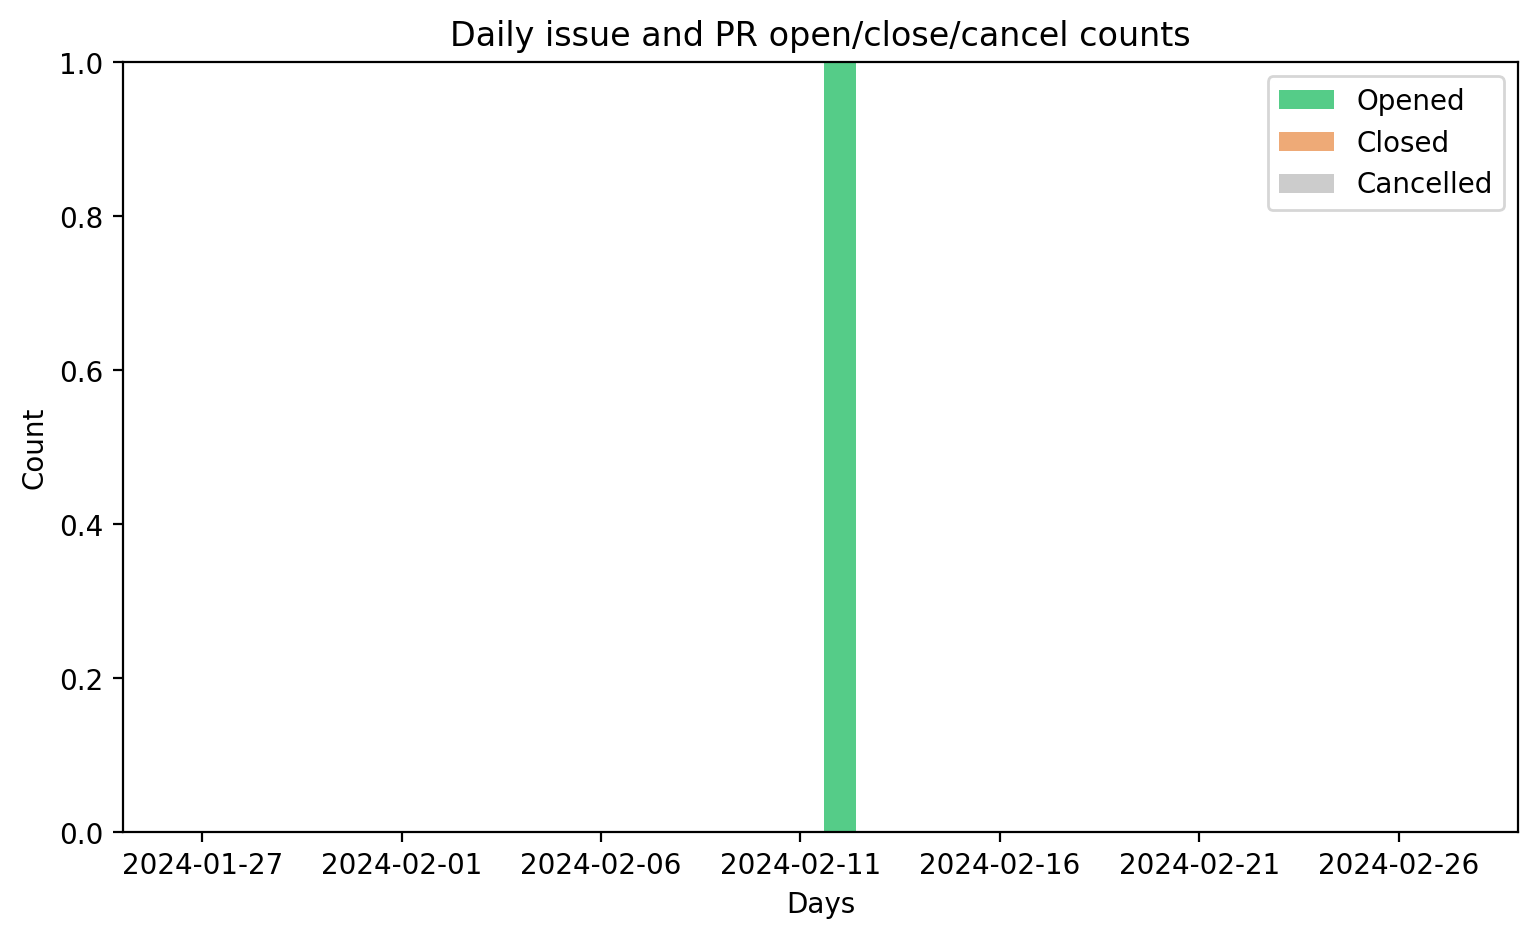 Daily issue and PR open/close/cancel counts
1.0
0.8
0.6
0.4
0.2
0.0
Count
Opened
Closed
Cancelled
2024-01-27 2024-02-01 2024-02-06 2024-02-11 2024-02-16 2024-02-21 2024-02-26
Days